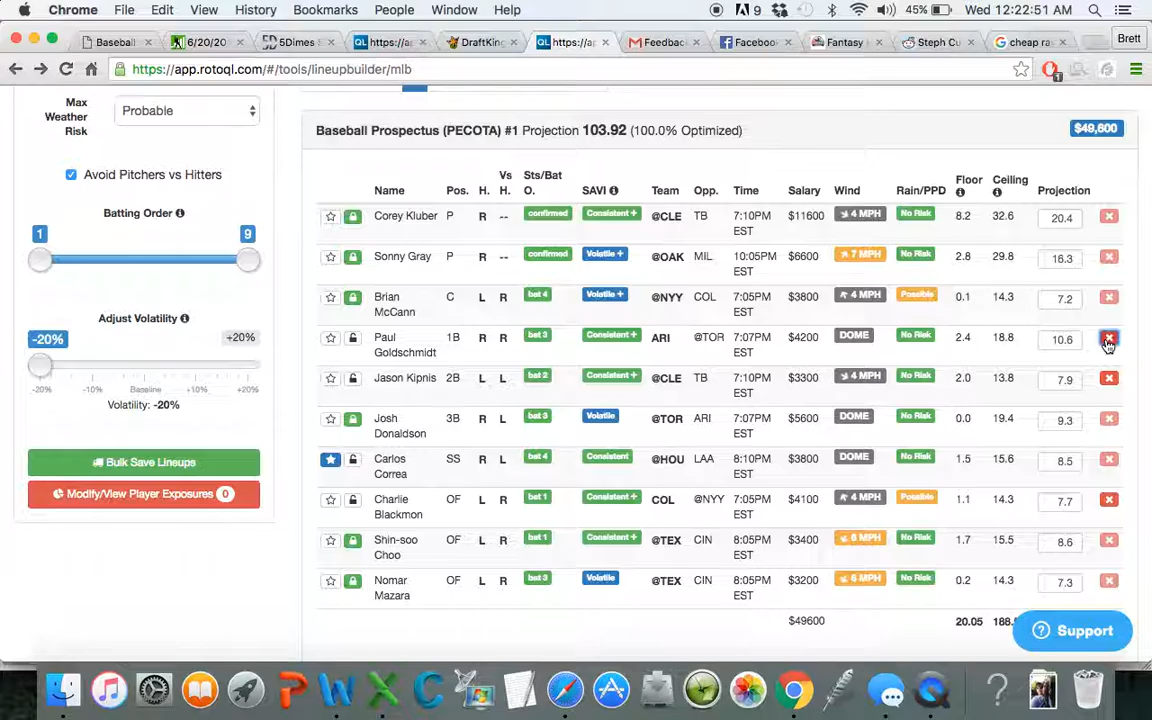 Chrome File Edit View History Bookmarks People Window Help 9 45% Wed 12:22:51 AM
Baseball 6/20/20 5Dimes https://ap DraftKing https://ap Feedbac Faceboo Fantasy Steph Cu cheap ra Brett
https://app.rotoql.com/#/tools/lineupbuilder/mlb 1
Max
Weather
Risk
Probable
Avoid Pitchers vs Hitters
Batting Order
1 9
Adjust Volatility
-20% +20%
-20% -10% Baseline +10% +20%
Volatility: -20%
Bulk Save Lineups
Modify/View Player Exposures 0
Baseball Prospectus (PECOTA) #1 Projection 103.92 (100.0% Optimized) $49,600
Name Pos. H. Vs H. Sts/Bat O. SAVI Team Opp. Time Salary Wind Rain/PPD Floor Ceiling Projection
Corey Kluber P R -- confirmed Consistent + @CLE TB 7:10PM EST $11600 4 MPH No Risk 8.2 32.6 20.4
Sonny Gray P R -- confirmed Volatile + @OAK MIL 10:05PM EST $6600 7 MPH No Risk 2.8 29.8 16.3
Brian McCann C L R bat 4 Volatile + @NYY COL 7:05PM EST $3800 4 MPH Possible 0.1 14.3 7.2
Paul Goldschmidt 1B R R bat 3 Consistent + ARI @TOR 7:07PM EST $4200 DOME No Risk 2.4 18.8 10.6
Jason Kipnis 2B L L bat 2 Consistent + @CLE TB 7:10PM EST $3300 4 MPH No Risk 2.0 13.8 7.9
Josh Donaldson 3B R R bat 3 Volatile @TOR ARI 7:07PM EST $5600 DOME No Risk 0.0 19.4 9.3
Carlos Correa SS R L bat 4 Consistent @HOU LAA 8:10PM EST $3800 DOME No Risk 1.5 15.6 8.5
Charlie Blackmon OF L R bat 1 Consistent + COL @NYY 7:05PM EST $4100 4 MPH Possible 1.1 14.3 7.7
Shin-soo Choo OF L R bat 1 Consistent + @TEX CIN 8:05PM EST $3400 6 MPH No Risk 1.7 15.5 8.6
Nomar Mazara OF L R bat 3 Volatile @TEX CIN 8:05PM EST $3200 6 MPH No Risk 0.2 14.3 7.3
$49600 20.05 188.
Support